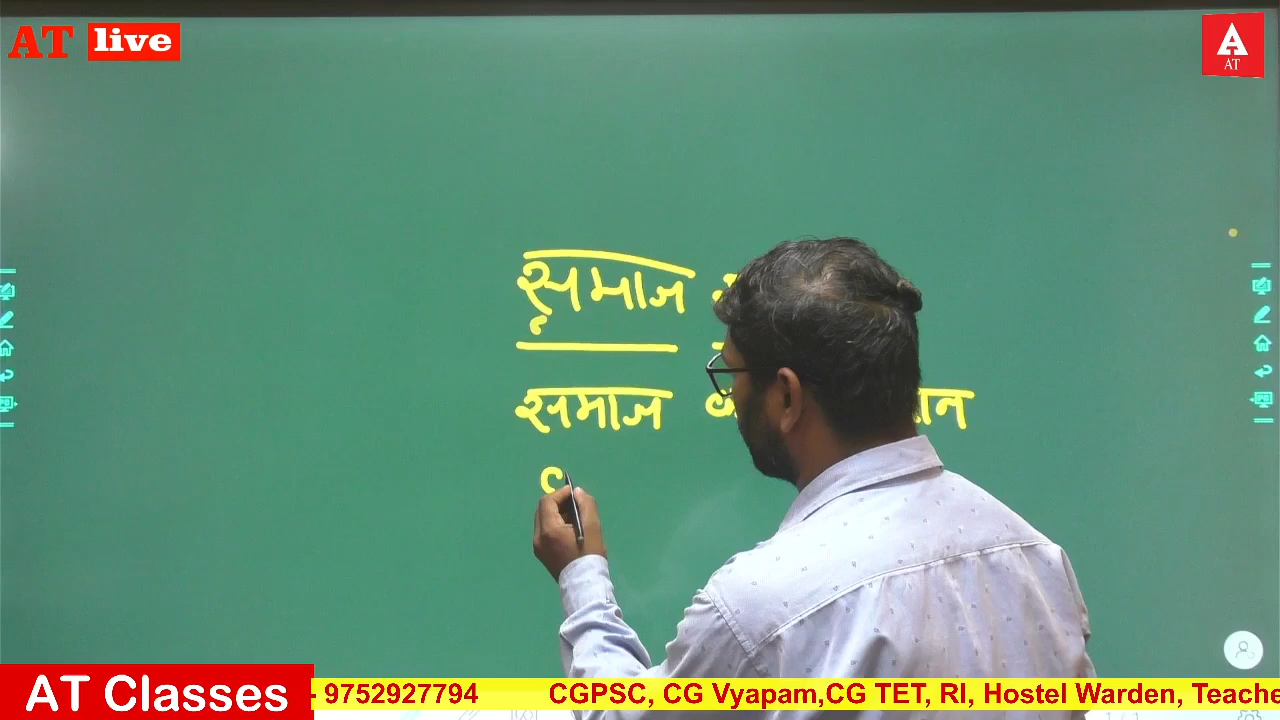 AT live
AT
समाज
समाज
AT Classes
- 9752927794 CGPSC, CG Vyapam,CG TET, RI, Hostel Warden, Teache